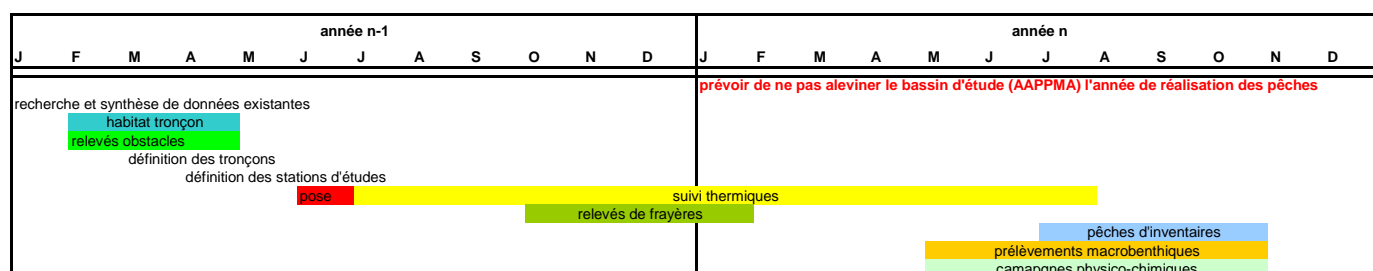 année n-1 année n
J F M A M J J A S O N D J F M A M J J A S O N D
prévoir de ne pas aleviner le bassin d'étude (AAPPMA) l'année de réalisation des pêches
recherche et synthèse de données existantes
habitat tronçon
relevés obstacles
définition des tronçons
définition des stations d'études
pose suivi thermiques
relevés de frayères
pêches d'inventaires
prélèvements macrobenthiques
camapgnes physico-chimiques